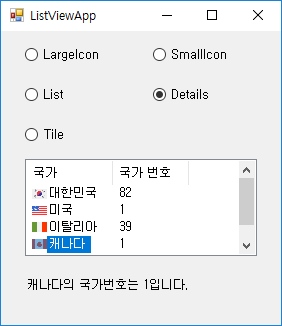 ListViewApp
LargeIcon SmallIcon
List Details
Tile
국가 국가 번호
대한민국 82
미국 1
이탈리아 39
캐나다 1
캐나다의 국가번호는 1입니다.